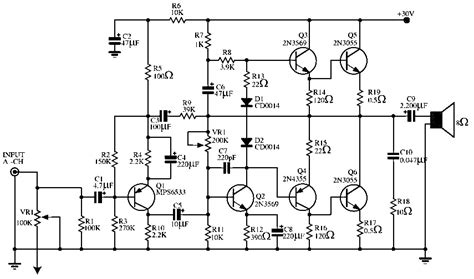 +30V
R6
10K
C2
47µF
R7
1K
Q3
2N3569
Q5
2N3055
R8
3.9K
R5
100Ω
R13
22Ω
C6
47µF
D1
CD0014
R14
120Ω
R19
0.5Ω
C9
2,200µF
8Ω
C3
100µF
R9
39K
VR1
200K
D2
CD0014
R15
22Ω
INPUT
A-CH
R2
150K
R4
2.2K
C4
220µF
C7
220pF
Q4
2N4355
Q6
2N3055
C10
0.047µF
C1
4.7µF
Q1
MPS6533
Q2
2N3569
VR1
100K
R1
100K
R3
270K
R10
2.2K
C5
10µF
R11
10K
R12
390Ω
C8
220µF
R16
120Ω
R17
0.5Ω
R18
10Ω